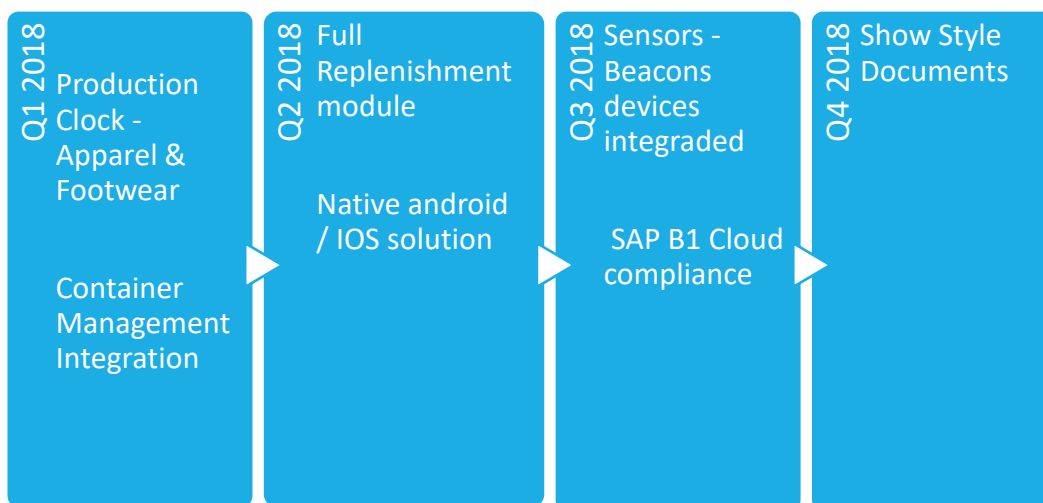 Q1 2018
Production
Clock -
Apparel &
Footwear
Container
Management
Integration
Q2 2018
Full
Replenishment
module
Native android
/ IOS solution
Q3 2018
Sensors -
Beacons
devices
integraded
SAP B1 Cloud
compliance
Q4 2018
Show Style
Documents